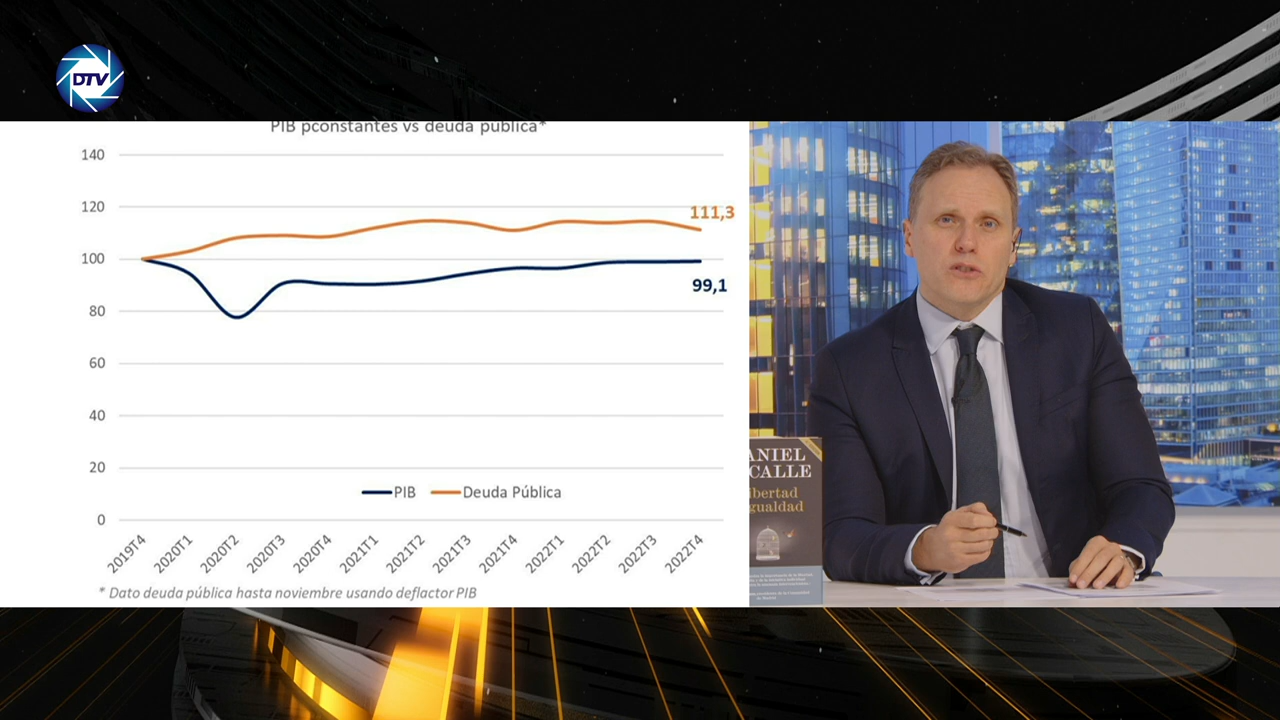 DTV
PIB pconstantes vs deuda pública*
140
120
100
80
60
40
20
0
111,3
99,1
PIB
Deuda Pública
2019T4
2020T1
2020T2
2020T3
2020T4
2021T1
2021T2
2021T3
2021T4
2022T1
2022T2
2022T3
2022T4
* Dato deuda pública hasta noviembre usando deflactor PIB
ANIEL
CALLE
ibertad
gualdad